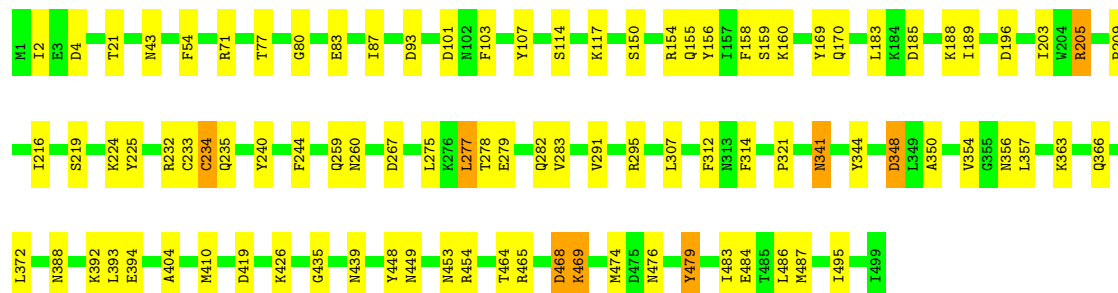 M1 I2 E3 D4 T21 N43 F54 R71 T77 G80 E83 I87 D93 D101 N102 F103 Y107 S114 K117 S150 R154 Q155 Y156 I157 F158 S159 K160 Y169 Q170 L183 K184 D185 K188 I189 D196 I203 W204 R205
I216 S219 K224 Y225 R232 C233 C234 Q235 Y240 F244 Q259 N260 D267 L275 K276 L277 T278 E279 Q282 V283 V291 R295 L307 F312 N313 F314 P321 N341 Y344 D348 L349 A350 V354 G355 N356 L357 K363 Q366
L372 N388 K392 L393 E394 A404 M410 D419 K426 G435 N439 Y448 N449 N453 R454 T464 R465 D468 K469 M474 D475 N476 Y479 I483 E484 T485 L486 M487 I495 I499